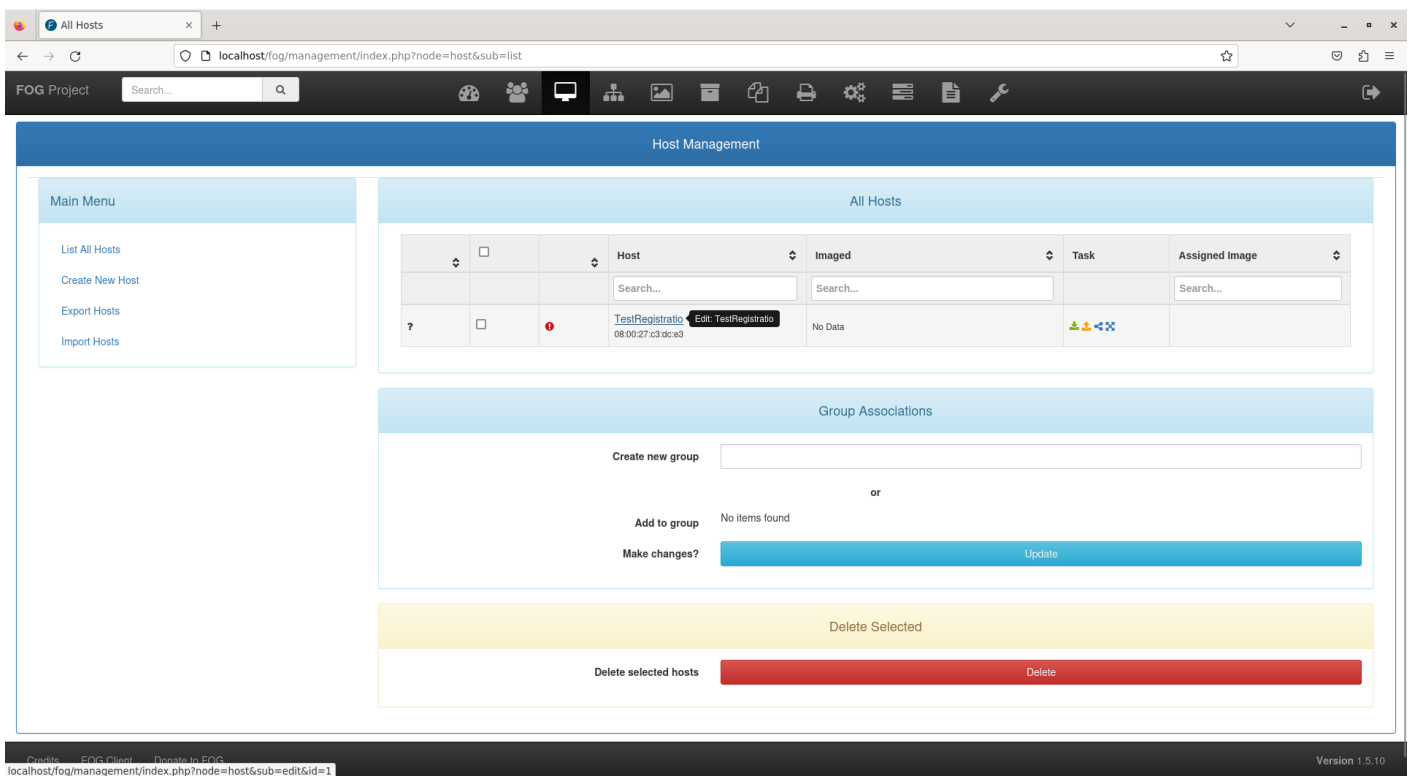 All Hosts
localhost/fog/management/index.php?node=host&sub=list
FOG Project
Search...
Host Management
Main Menu
List All Hosts
Create New Host
Export Hosts
Import Hosts
All Hosts
Host Imaged Task Assigned Image
Search... Search... Search...
? TestRegistratio Edit: TestRegistratio No Data
08:00:27:c3:dc:e3
Group Associations
Create new group
or
Add to group No items found
Make changes? Update
Delete Selected
Delete selected hosts Delete
Credits FOG Client Donate to FOG Version 1.5.10
localhost/fog/management/index.php?node=host&sub=edit&id=1